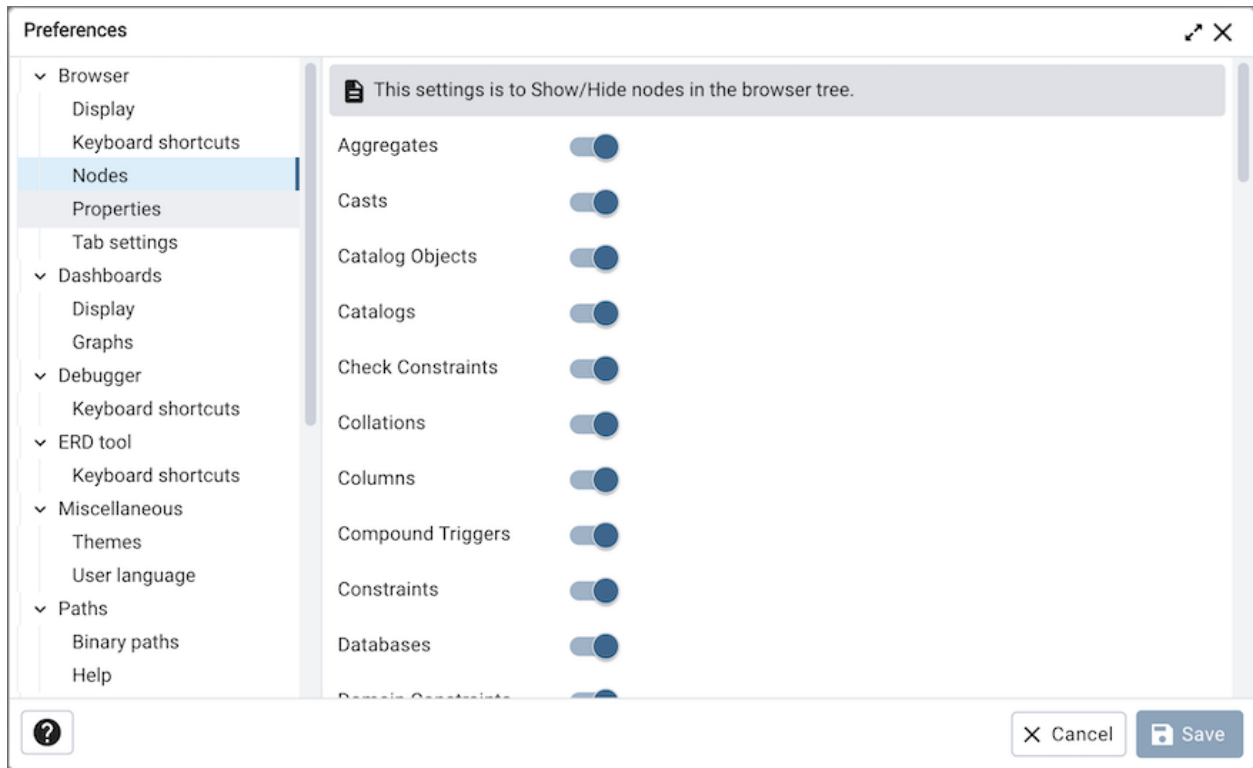 Preferences
Browser
Display
Keyboard shortcuts
Nodes
Properties
Tab settings
Dashboards
Display
Graphs
Debugger
Keyboard shortcuts
ERD tool
Keyboard shortcuts
Miscellaneous
Themes
User language
Paths
Binary paths
Help
This settings is to Show/Hide nodes in the browser tree.
Aggregates
Casts
Catalog Objects
Catalogs
Check Constraints
Collations
Columns
Compound Triggers
Constraints
Databases
Domain Constraints
Cancel
Save